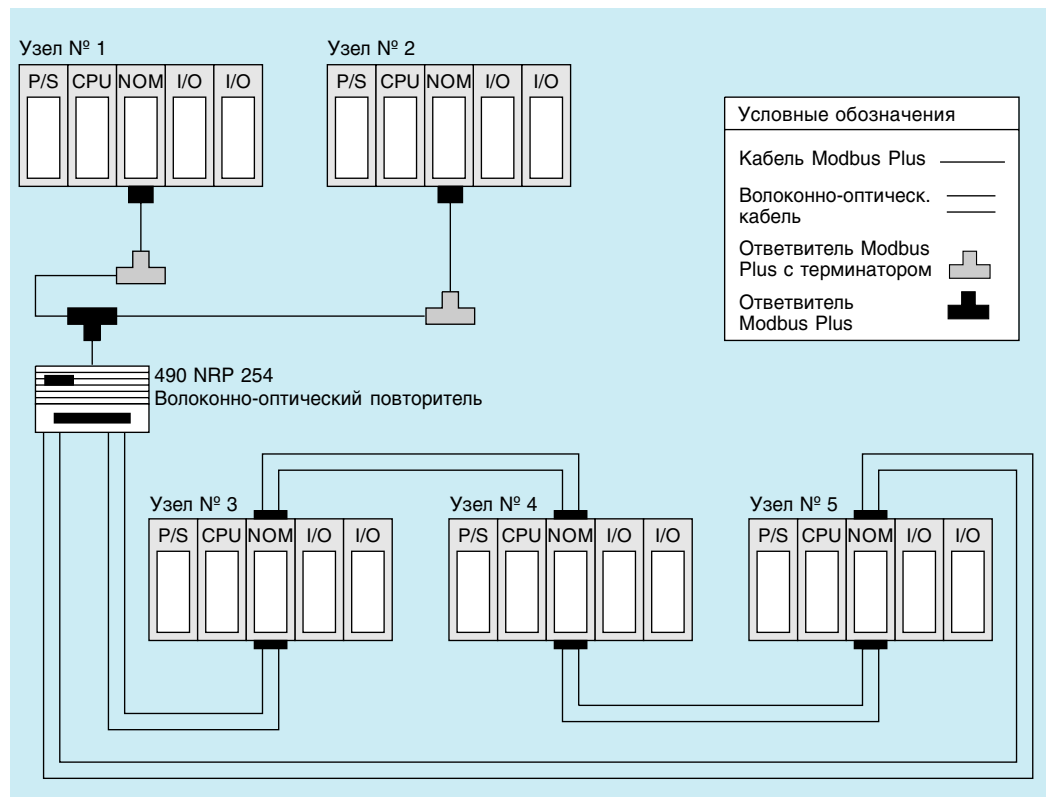 Узел № 1
P/S CPU NOM I/O I/O
Узел № 2
P/S CPU NOM I/O I/O
Условные обозначения
Кабель Modbus Plus
Волоконно-оптическ.
кабель
Ответвитель Modbus
Plus с терминатором
Ответвитель
Modbus Plus
490 NRP 254
Волоконно-оптический повторитель
Узел № 3
P/S CPU NOM I/O I/O
Узел № 4
P/S CPU NOM I/O I/O
Узел № 5
P/S CPU NOM I/O I/O